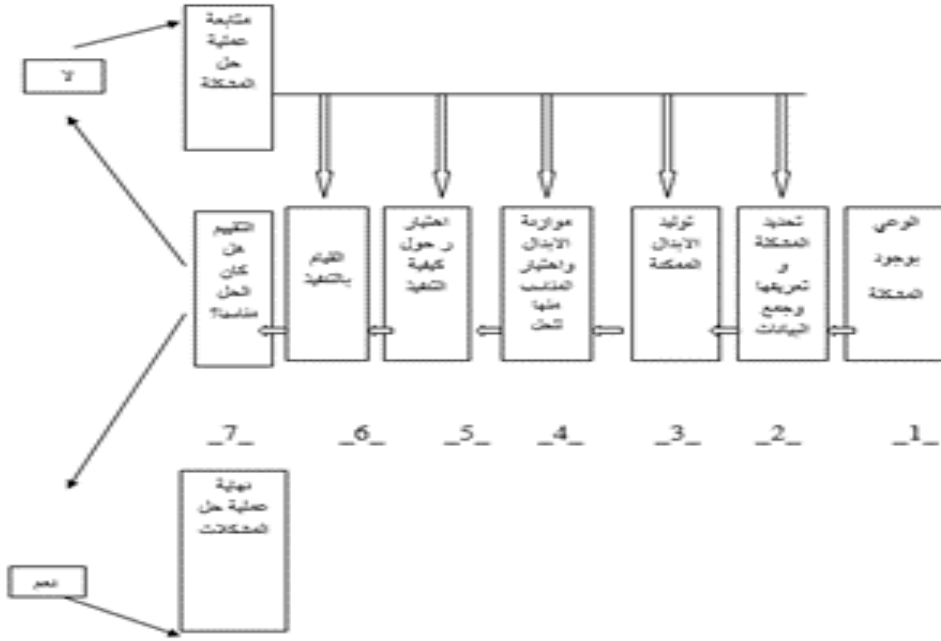 متابعة
عملية
حل
المشكلة
لا
الوعي
بوجود
المشكلة
تحديد
المشكلة
و
تعريفها
وجمع
البيانات
توليد
الابدال
الممكنة
موازنة
الابدال
واختيار
المناسب
منها
للحل
اختيار
ر حول
كيفية
التنفيذ
القيام
بالتنفيذ
التقييم
هل
كان
الحل
مناسبا؟
_1_ _2_ _3_ _4_ _5_ _6_ _7_
نهاية
عملية حل
المشكلات
نعم